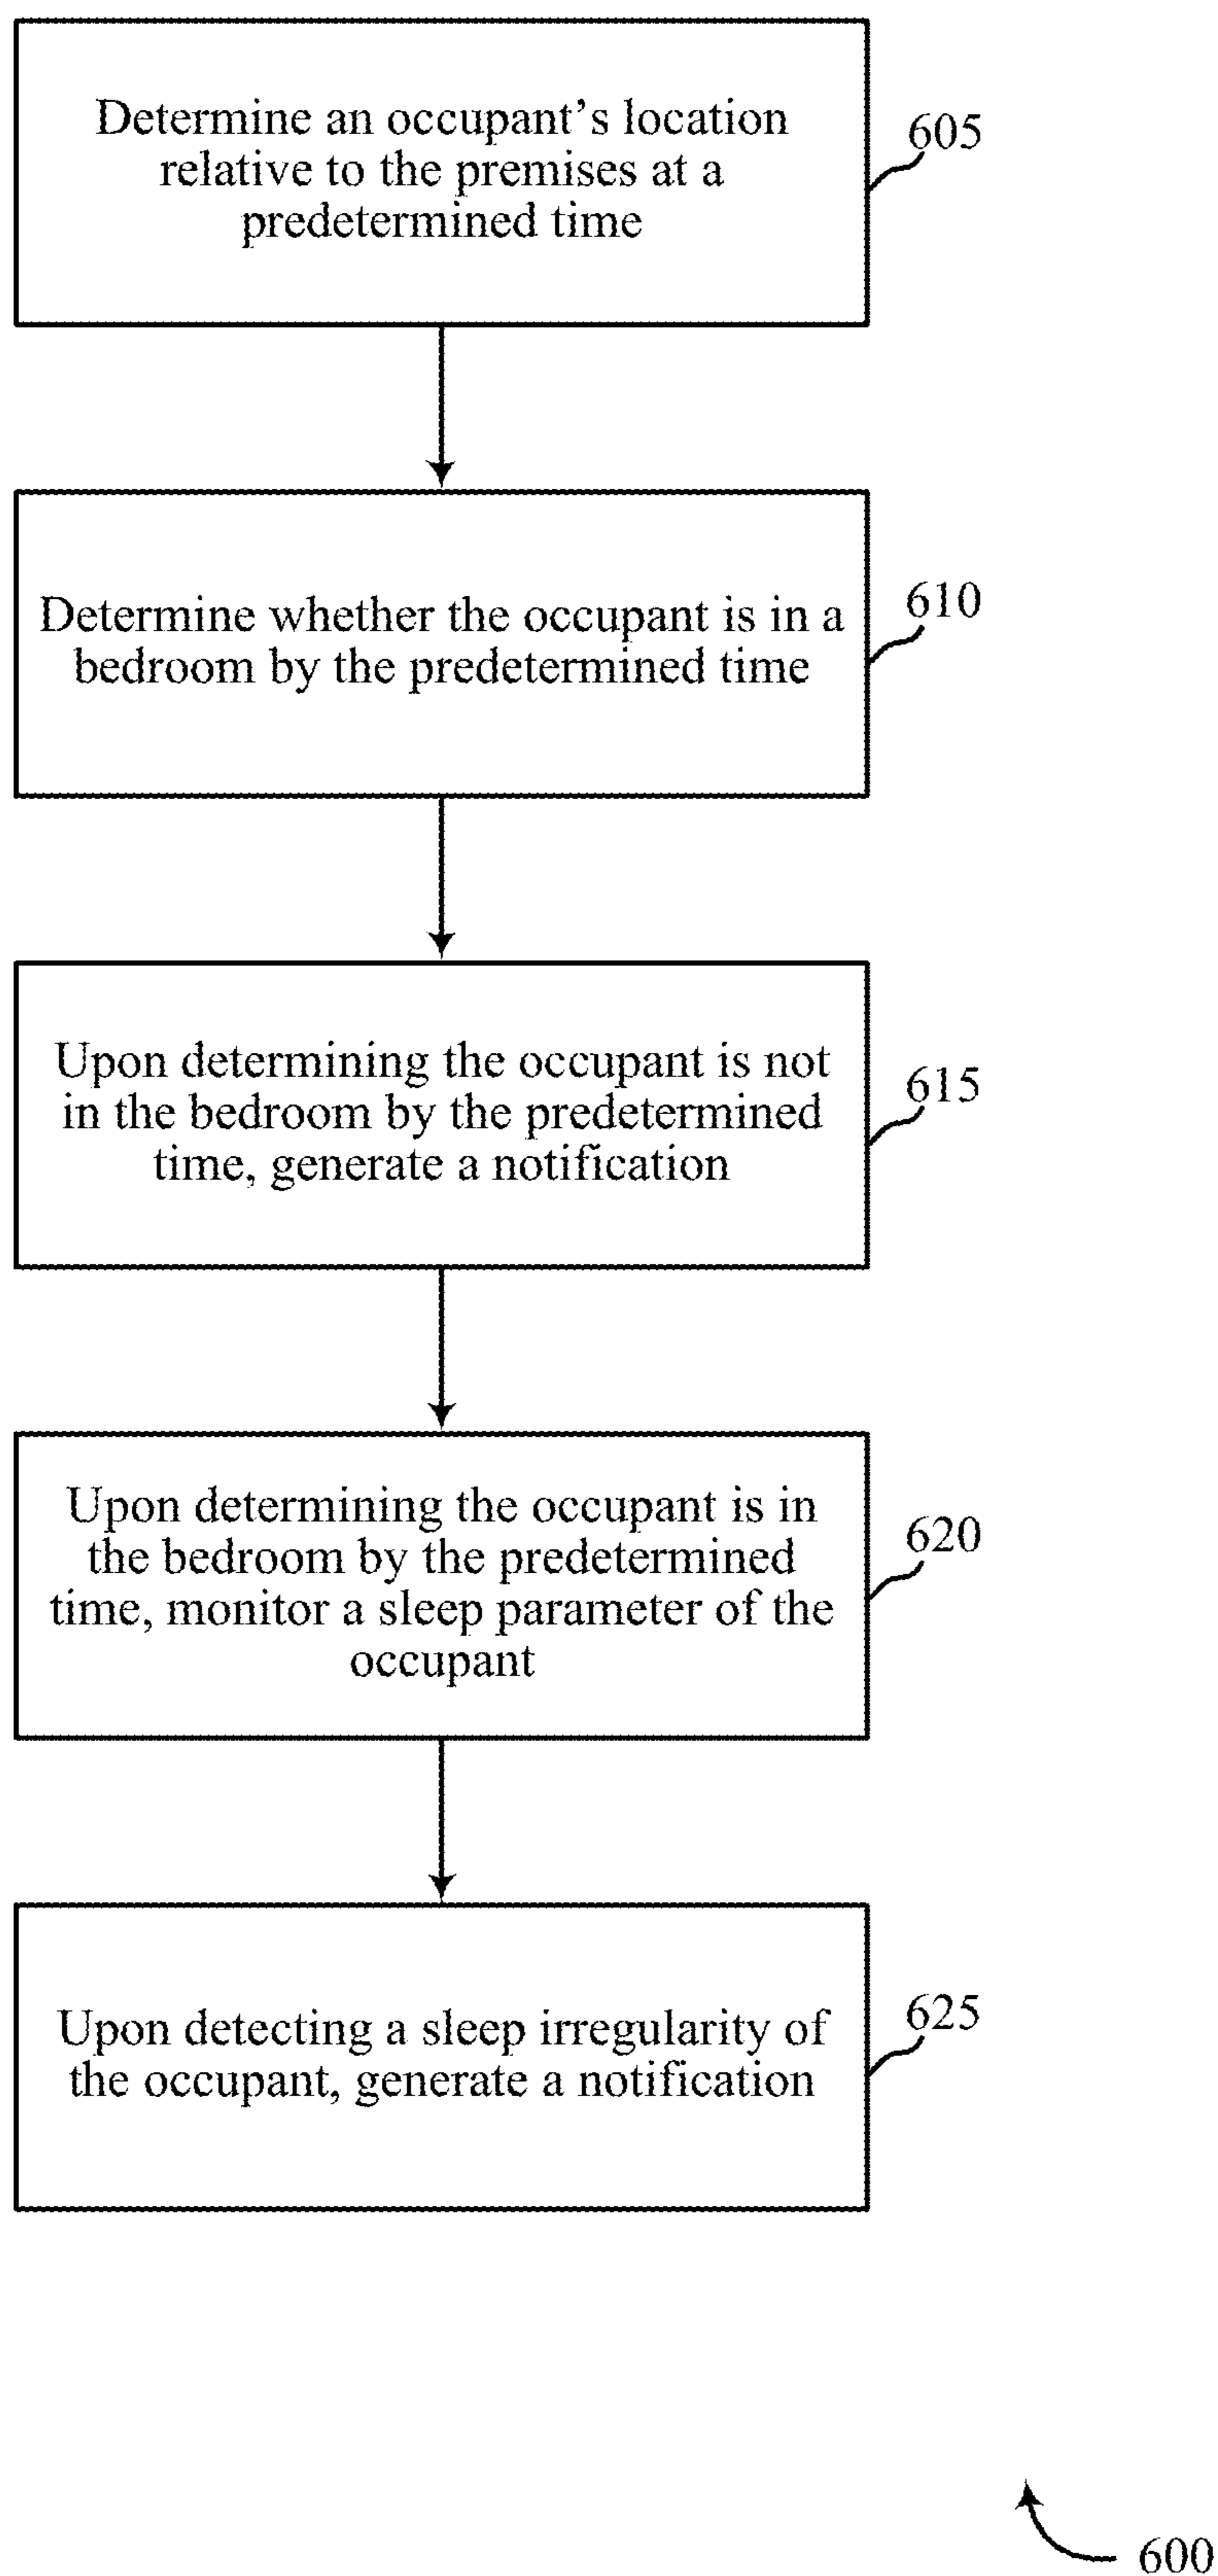 Determine an occupant's location
relative to the premises at a
predetermined time
605
Determine whether the occupant is in a
bedroom by the predetermined time
610
Upon determining the occupant is not
in the bedroom by the predetermined
time, generate a notification
615
Upon determining the occupant is in
the bedroom by the predetermined
time, monitor a sleep parameter of the
occupant
620
Upon detecting a sleep irregularity of
the occupant, generate a notification
625
600